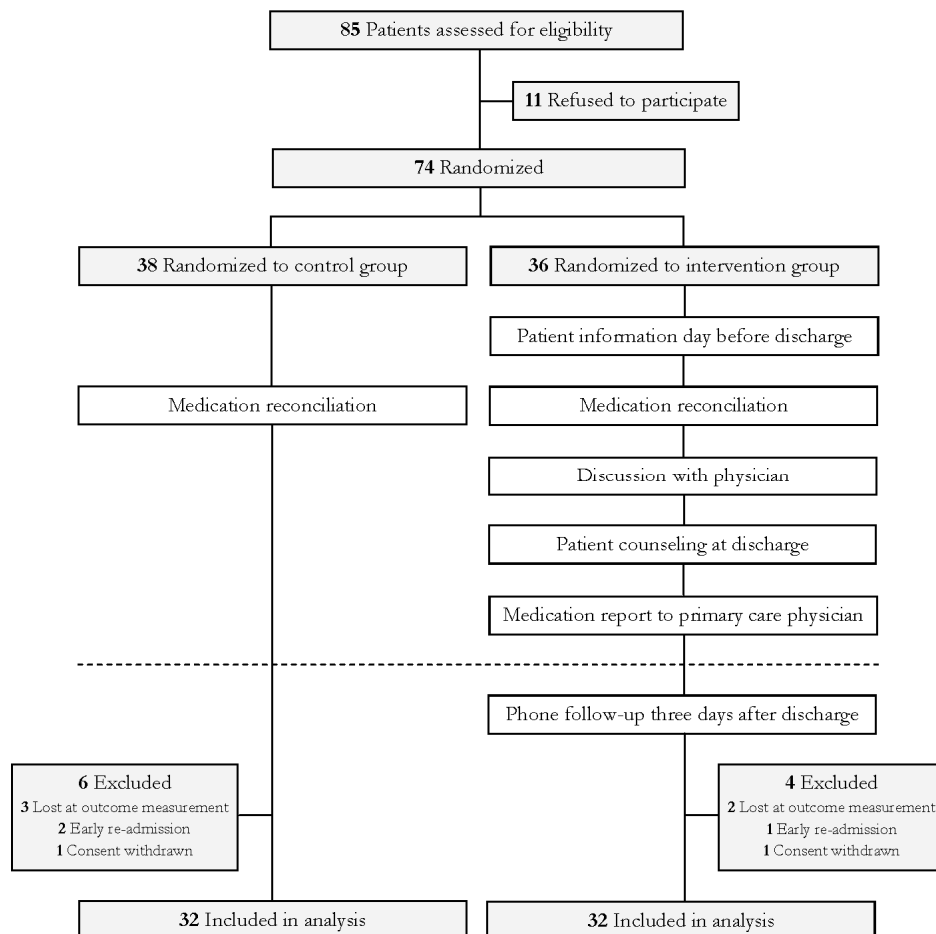 85 Patients assessed for eligibility
11 Refused to participate
74 Randomized
38 Randomized to control group
36 Randomized to intervention group
Patient information day before discharge
Medication reconciliation
Medication reconciliation
Discussion with physician
Patient counseling at discharge
Medication report to primary care physician
Phone follow-up three days after discharge
6 Excluded
3 Lost at outcome measurement
2 Early re-admission
1 Consent withdrawn
4 Excluded
2 Lost at outcome measurement
1 Early re-admission
1 Consent withdrawn
32 Included in analysis
32 Included in analysis